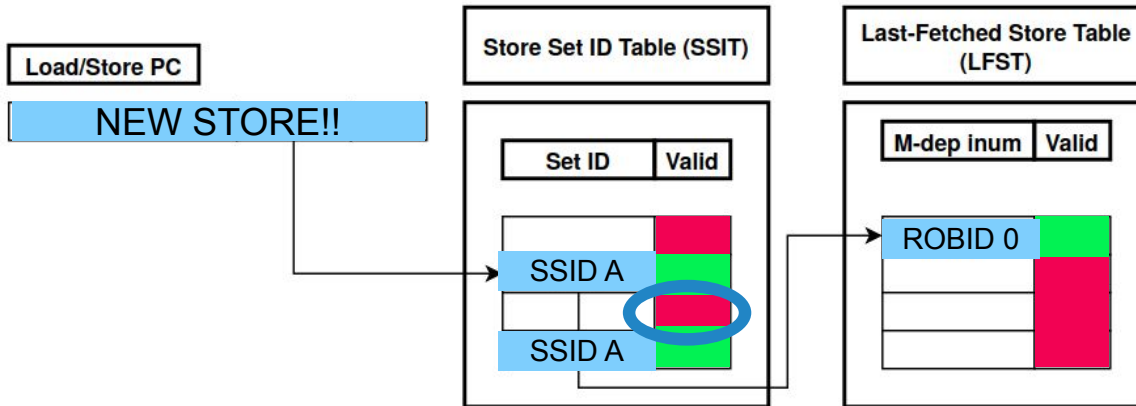 Load/Store PC
NEW STORE!!
Store Set ID Table (SSIT)
Set ID Valid
SSID A
SSID A
Last-Fetched Store Table
(LFST)
M-dep inum Valid
ROBID 0